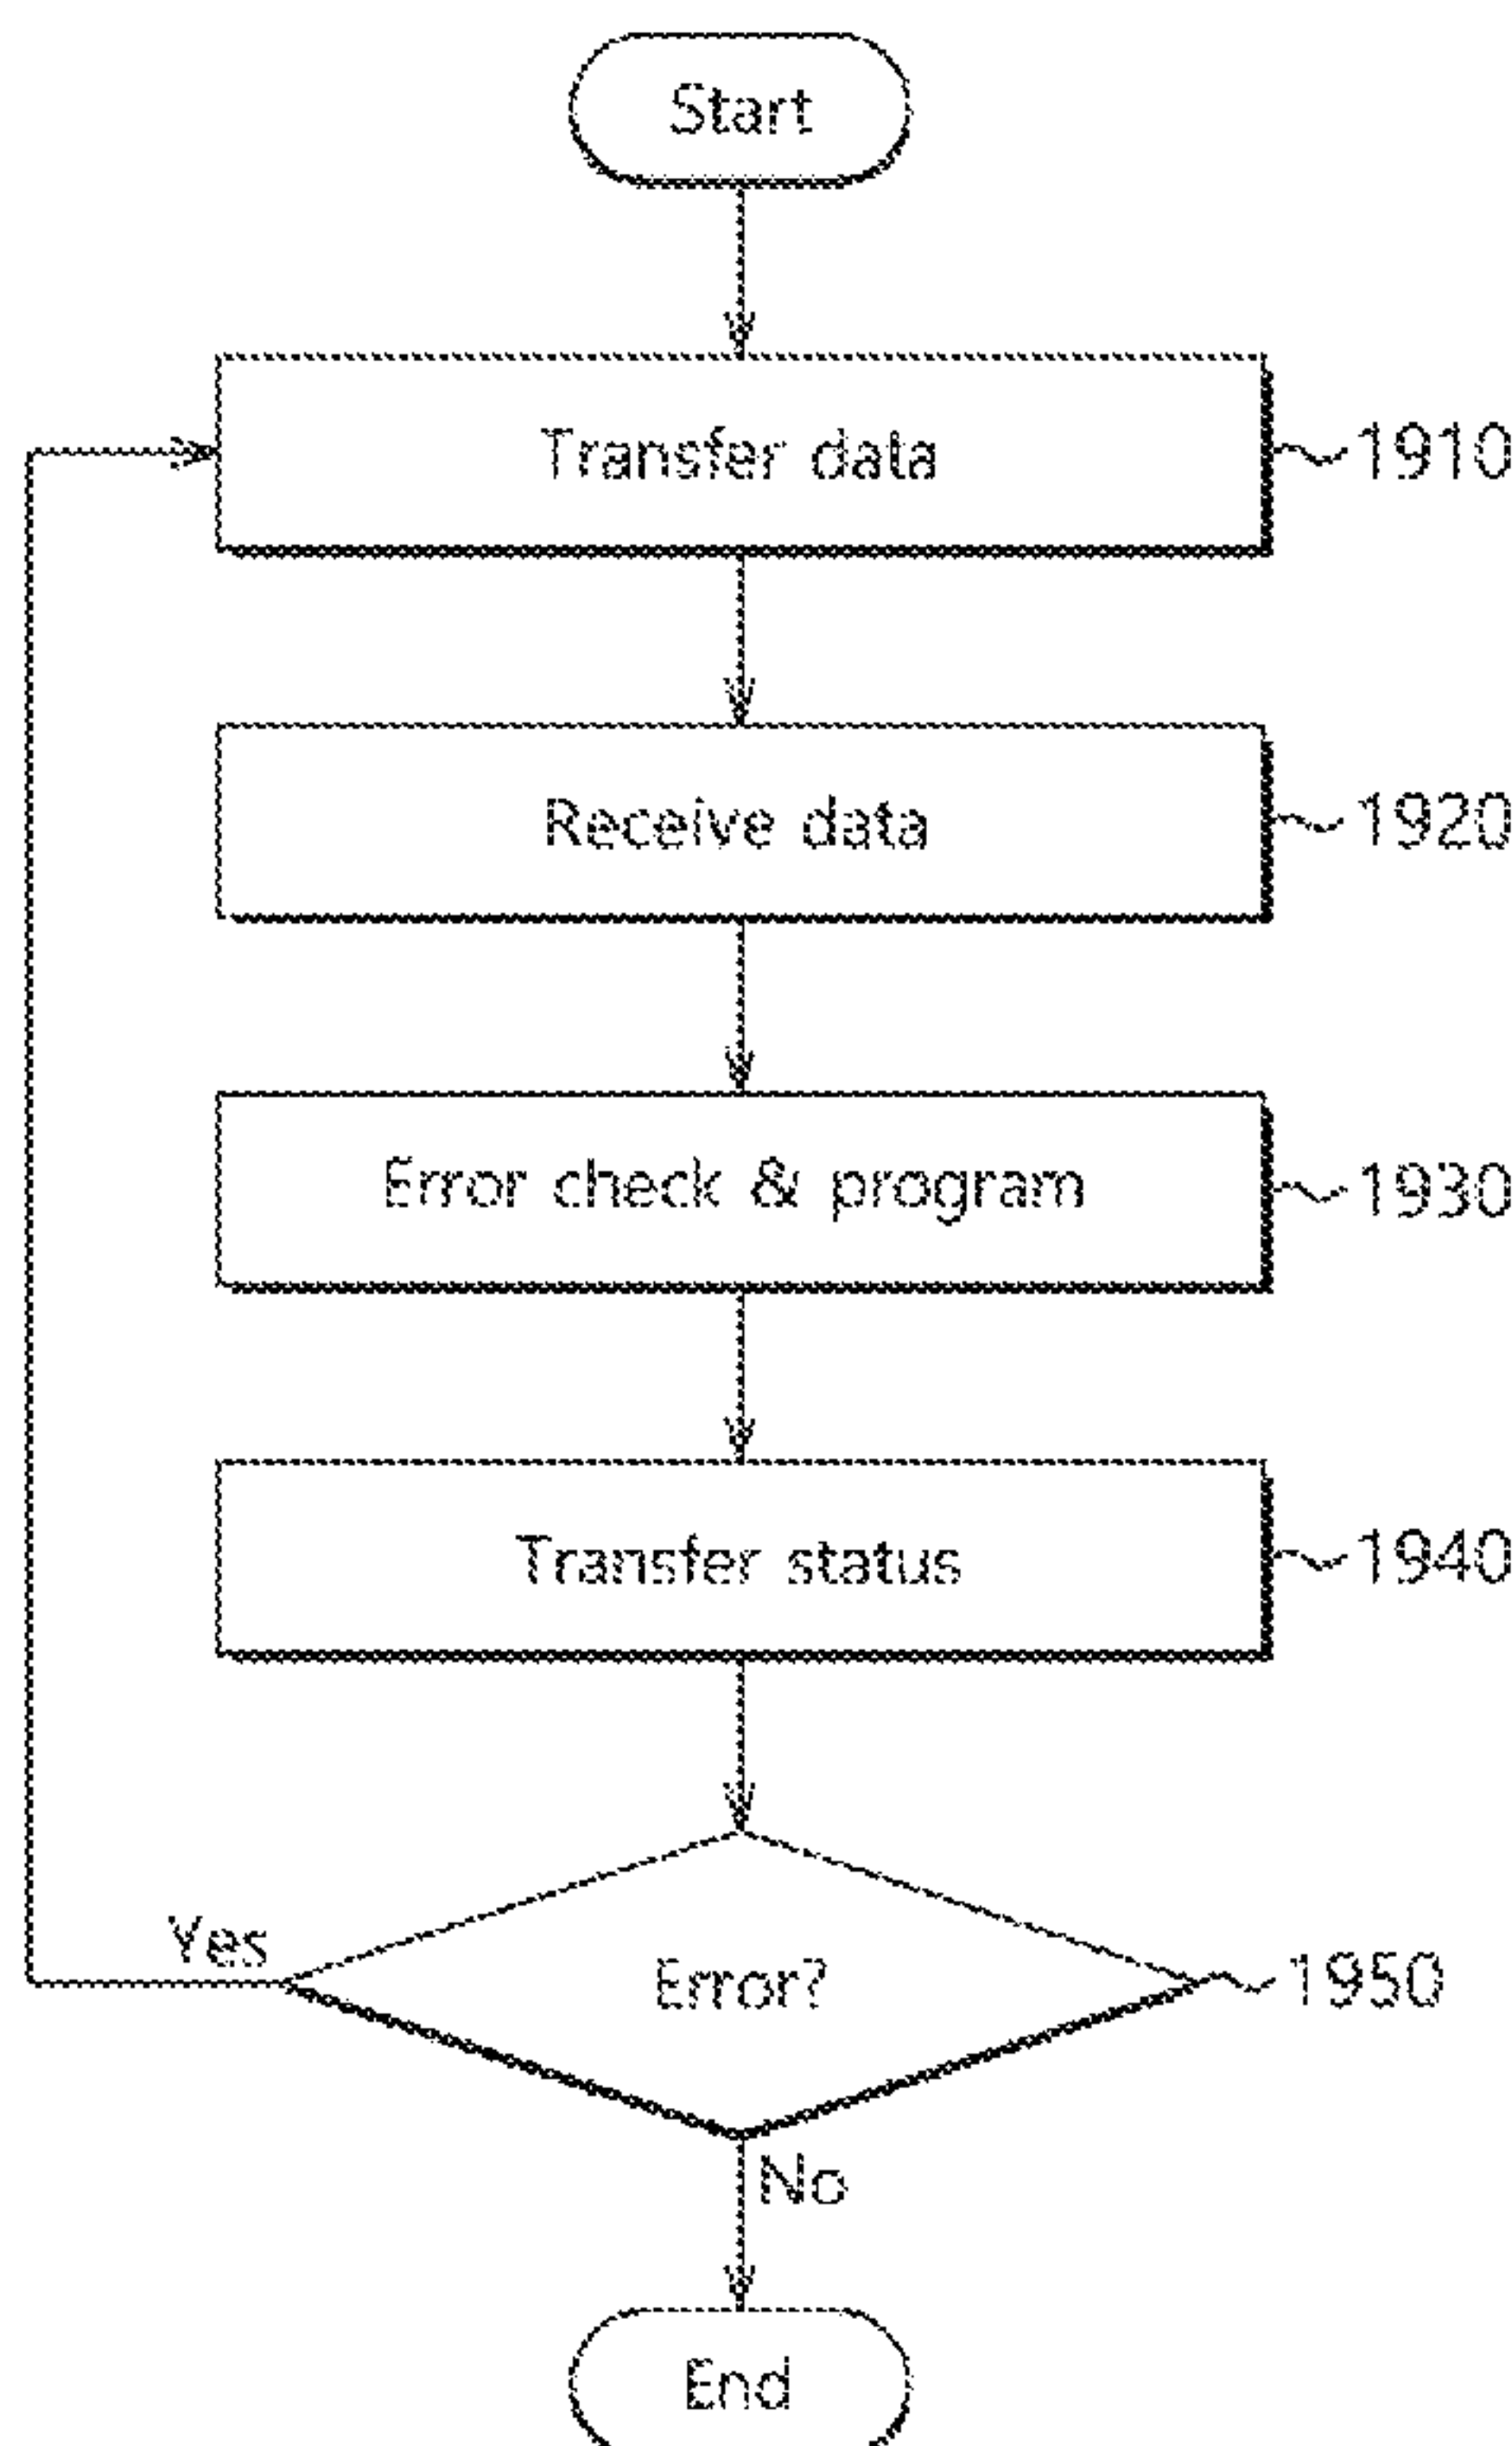 Start
Transfer data
1910
Receive data
1920
Error check & program
1930
Transfer status
1940
Yes
Error?
1950
No
End